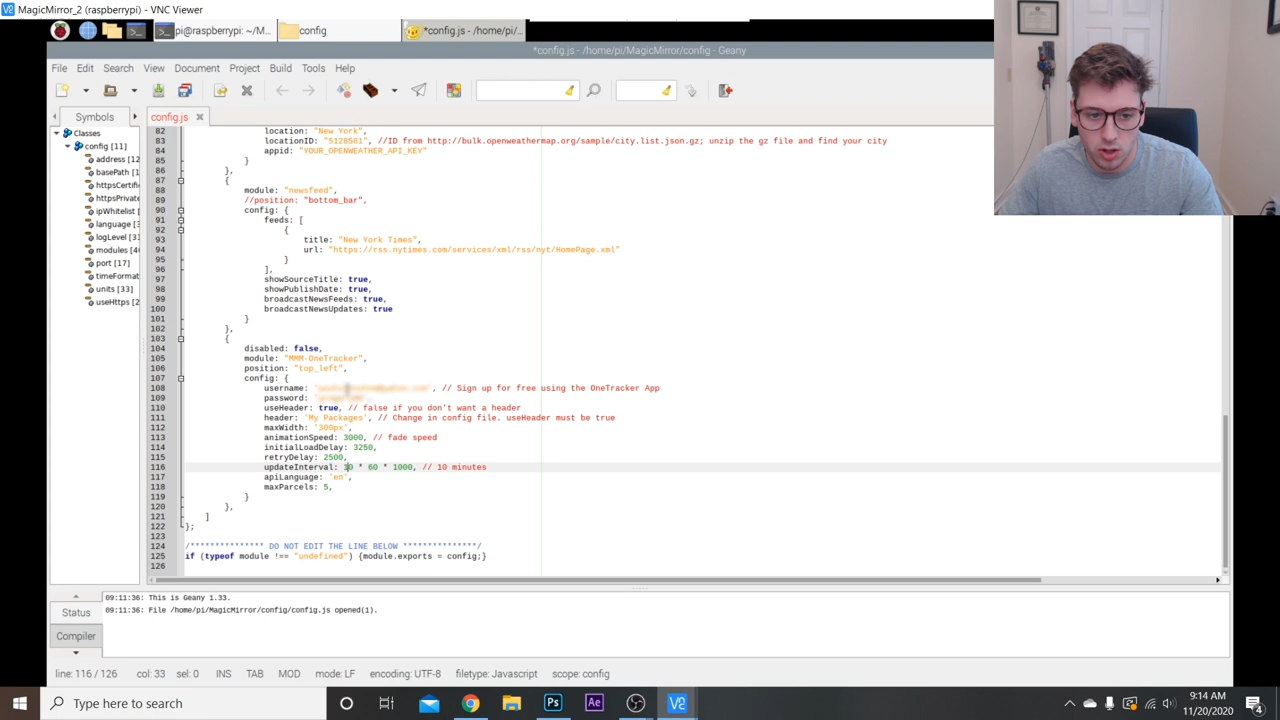 MagicMirror_2 (raspberrypi) - VNC Viewer
pi@raspberrypi: ~/M...
config
*config.js - /home/pi/...
*config.js - /home/pi/MagicMirror/config - Geany
File Edit Search View Document Project Build Tools Help
Symbols
config.js
Classes
config [11]
address [12
basePath [1
httpsCertifi
httpsPrivate
ipWhitelist [
language [3
logLevel [33
modules [40
port [17]
timeFormat
units [33]
useHttps [2
82 location: "New York",
83 locationID: "5128581", //ID from http://bulk.openweathermap.org/sample/city.list.json.gz; unzip the gz file and find your city
84 appid: "YOUR_OPENWEATHER_API_KEY"
85 }
86 },
87 {
88 module: "newsfeed",
89 //position: "bottom_bar",
90 config: {
91 feeds: [
92 {
93 title: "New York Times",
94 url: "https://rss.nytimes.com/services/xml/rss/nyt/HomePage.xml"
95 }
96 ],
97 showSourceTitle: true,
98 showPublishDate: true,
99 broadcastNewsFeeds: true,
100 broadcastNewsUpdates: true
101 }
102 },
103 {
104 disabled: false,
105 module: "MMM-OneTracker",
106 position: "top_left",
107 config: {
108 username: , // Sign up for free using the OneTracker App
109 password:
110 useHeader: true, // false if you don't want a header
111 header: 'My Packages', // Change in config file. useHeader must be true
112 maxWidth: '300px',
113 animationSpeed: 3000, // fade speed
114 initialLoadDelay: 3250,
115 retryDelay: 2500,
116 updateInterval: 10 * 60 * 1000, // 10 minutes
117 apiLanguage: 'en',
118 maxParcels: 5,
119 }
120 },
121 ]
122 };
123
124 /*************** DO NOT EDIT THE LINE BELOW ***************/
125 if (typeof module !== "undefined") {module.exports = config;}
126
Status
Compiler
09:11:36: This is Geany 1.33.
09:11:36: File /home/pi/MagicMirror/config/config.js opened(1).
line: 116 / 126 col: 33 sel: 0 INS TAB MOD mode: LF encoding: UTF-8 filetype: Javascript scope: config
Type here to search
Ps
Ae
9:14 AM
11/20/2020
4